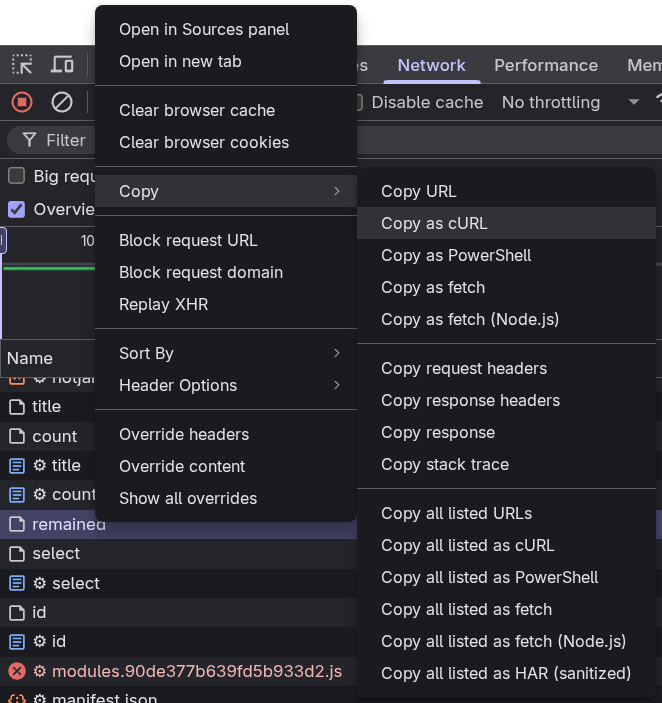 Open in Sources panel
Open in new tab
es
Network
Performance
Mem
Clear browser cache
Clear browser cookies
Disable cache
No throttling
Filter
Big requ
Overvie
10
Copy
Block request URL
Block request domain
Replay XHR
Sort By
Header Options
Override headers
Override content
Show all overrides
Copy URL
Copy as cURL
Copy as PowerShell
Copy as fetch
Copy as fetch (Node.js)
Copy request headers
Copy response headers
Copy response
Copy stack trace
Copy all listed URLs
Copy all listed as cURL
Copy all listed as PowerShell
Copy all listed as fetch
Copy all listed as fetch (Node.js)
Copy all listed as HAR (sanitized)
Name
hotjar
title
count
title
count
remained
select
select
id
id
modules.90de377b639fd5b933d2.js
manifest.json